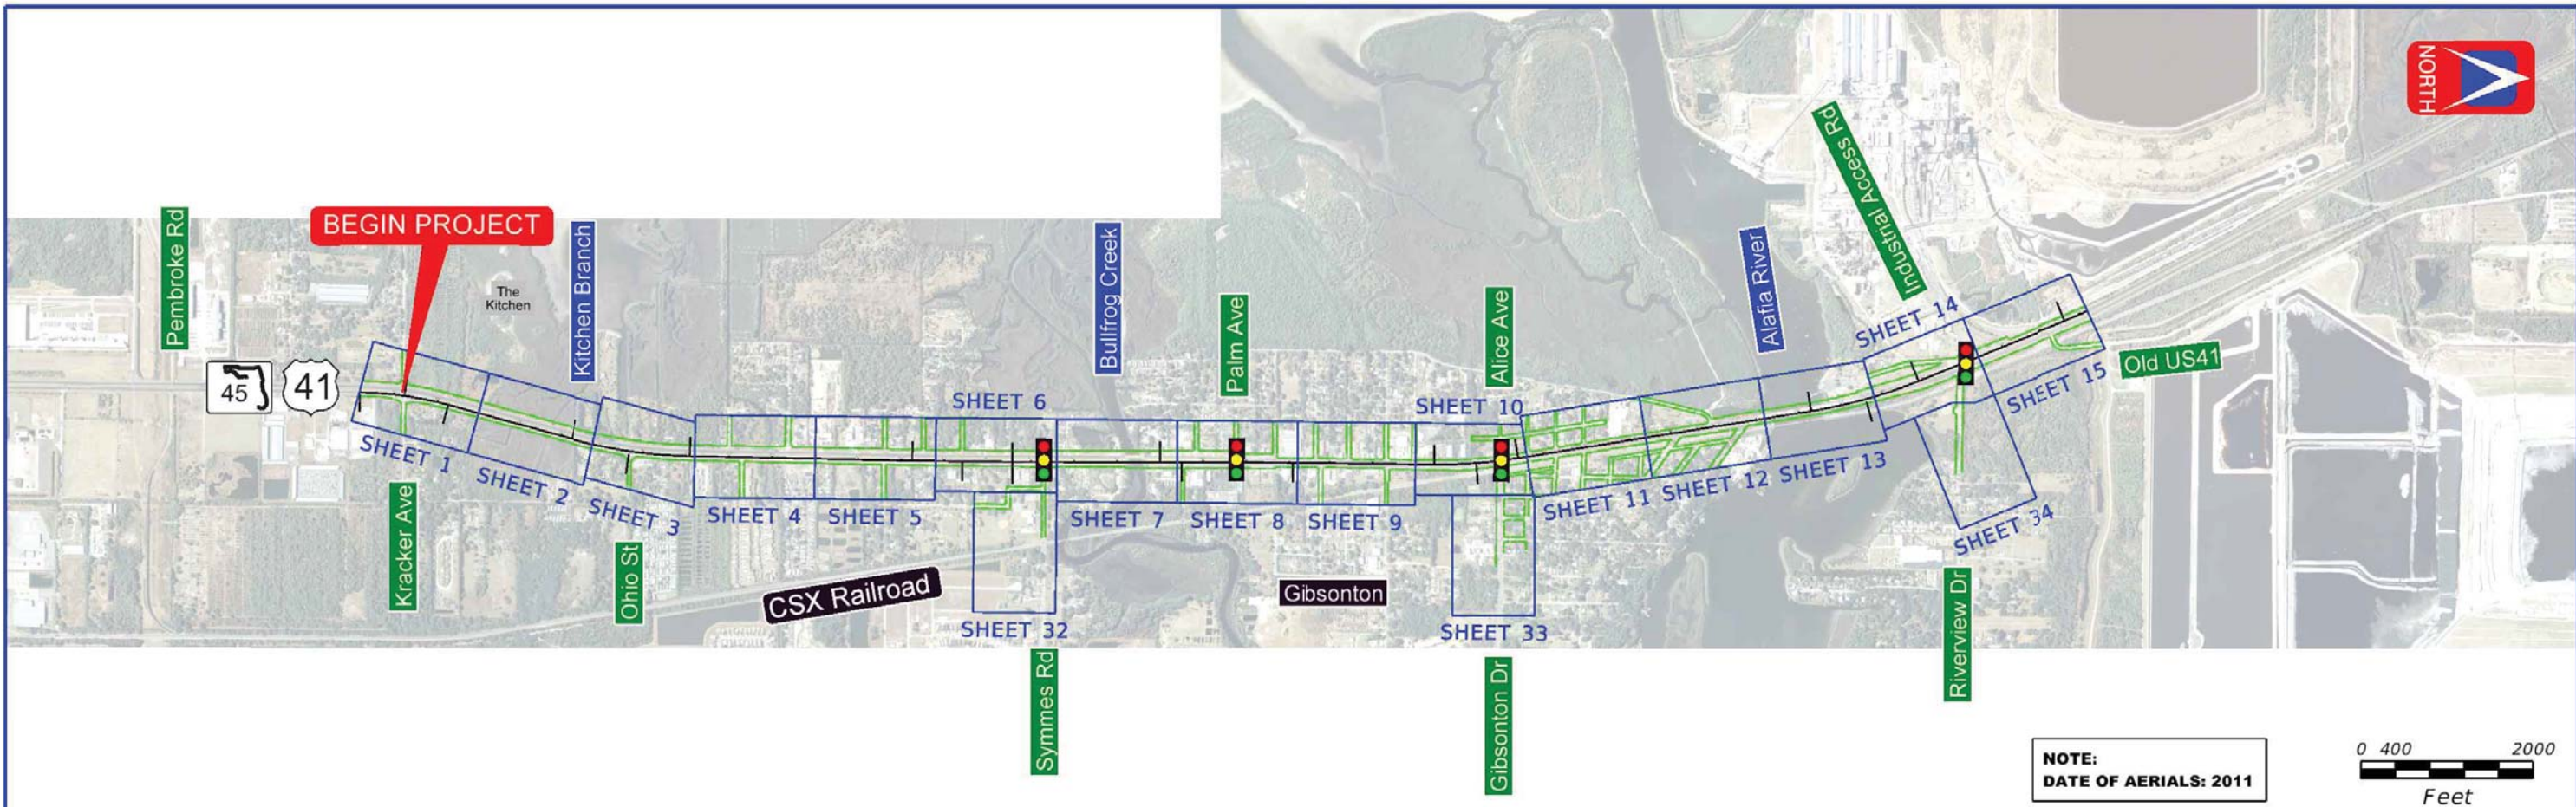 NORTH
Pembroke Rd
BEGIN PROJECT
45
41
The
Kitchen
Kitchen Branch
Bullfrog Creek
Palm Ave
Alice Ave
Alafia River
Industrial Access Rd
Old US41
SHEET 1
SHEET 2
SHEET 3
SHEET 4
SHEET 5
SHEET 6
SHEET 7
SHEET 8
SHEET 9
SHEET 10
SHEET 11
SHEET 12
SHEET 13
SHEET 14
SHEET 15
Kracker Ave
Ohio St
CSX Railroad
SHEET 32
Symmes Rd
Gibsonton
SHEET 33
Gibsonton Dr
SHEET 34
Riverview Dr
NOTE:
DATE OF AERIALS: 2011
0 400 2000
Feet